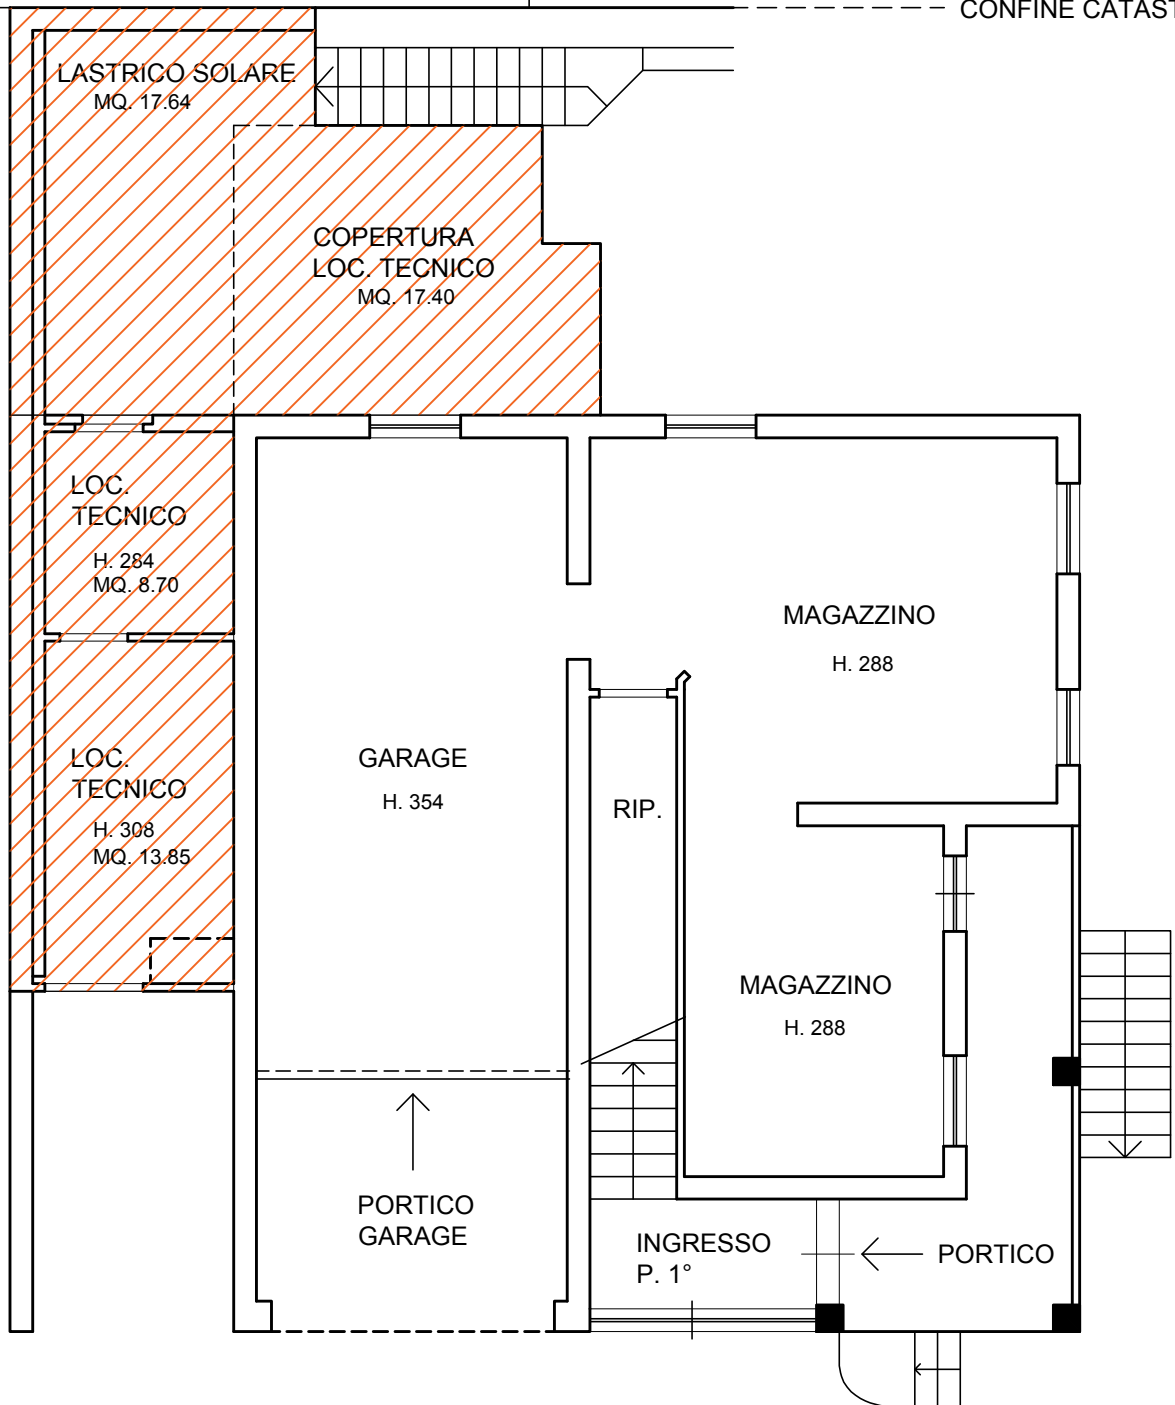 CONFINE CATAST
LASTRICO SOLARE
MQ. 17.64
COPERTURA
LOC. TECNICO
MQ. 17.40
LOC.
TECNICO
H. 284
MQ. 8.70
MAGAZZINO
H. 288
LOC.
TECNICO
H. 308
MQ. 13.85
GARAGE
H. 354
RIP.
MAGAZZINO
H. 288
PORTICO
GARAGE
INGRESSO
P. 1°
PORTICO